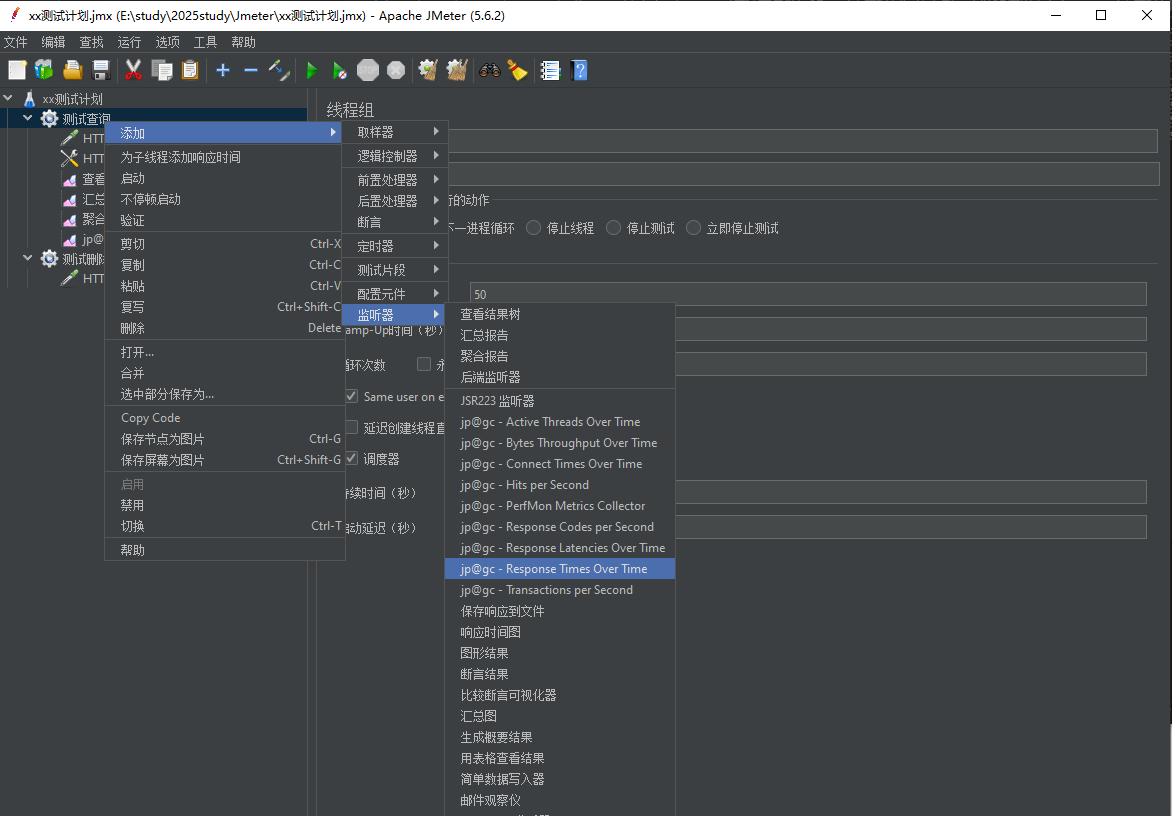 xx测试计划.jmx (E:\study\2025study\Jmeter\xx测试计划.jmx) - Apache JMeter (5.6.2)
文件 编辑 查找 运行 选项 工具 帮助
STOP
xx测试计划
测试查询
HTT
HTT
查看
汇总
聚合
jp@
测试删除
HTT
添加
为子线程添加响应时间
启动
不停顿启动
验证
剪切 Ctrl-X
复制 Ctrl-C
粘贴 Ctrl-V
复写 Ctrl+Shift-C
删除 Delete
打开...
合并
选中部分保存为...
Copy Code
保存节点为图片 Ctrl-G
保存屏幕为图片 Ctrl+Shift-G
启用
禁用
切换 Ctrl-T
帮助
取样器
逻辑控制器
前置处理器
后置处理器
断言
定时器
测试片段
配置元件
监听器
查看结果树
汇总报告
聚合报告
后端监听器
JSR223 监听器
jp@gc - Active Threads Over Time
jp@gc - Bytes Throughput Over Time
jp@gc - Connect Times Over Time
jp@gc - Hits per Second
jp@gc - PerfMon Metrics Collector
jp@gc - Response Codes per Second
jp@gc - Response Latencies Over Time
jp@gc - Response Times Over Time
jp@gc - Transactions per Second
保存响应到文件
响应时间图
图形结果
断言结果
比较断言可视化器
汇总图
生成概要结果
用表格查看结果
简单数据写入器
邮件观察仪
线程组
行的动作
下一进程循环 停止线程 停止测试 立即停止测试
50
amp-Up时间（秒）
循环次数 永
Same user on e
延迟创建线程直
调度器
持续时间（秒）
启动延迟（秒）